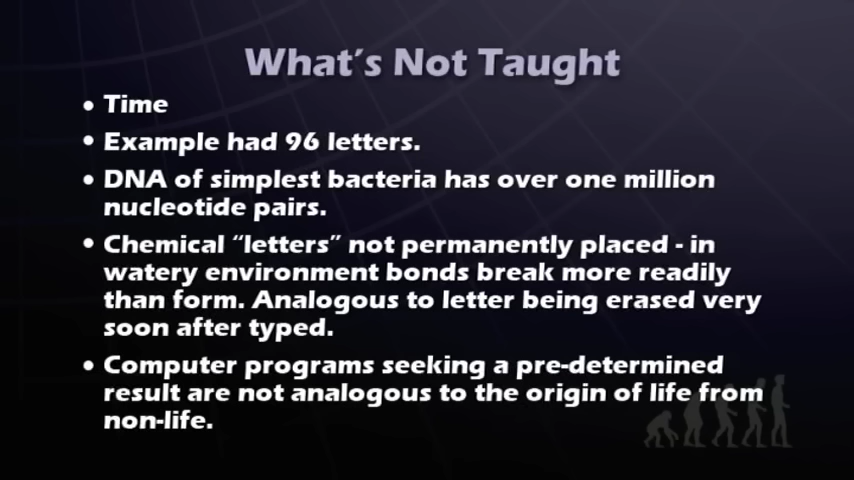 What's Not Taught
• Time
• Example had 96 letters.
• DNA of simplest bacteria has over one million
nucleotide pairs.
• Chemical “letters” not permanently placed - in
watery environment bonds break more readily
than form. Analogous to letter being erased very
soon after typed.
• Computer programs seeking a pre-determined
result are not analogous to the origin of life from
non-life.